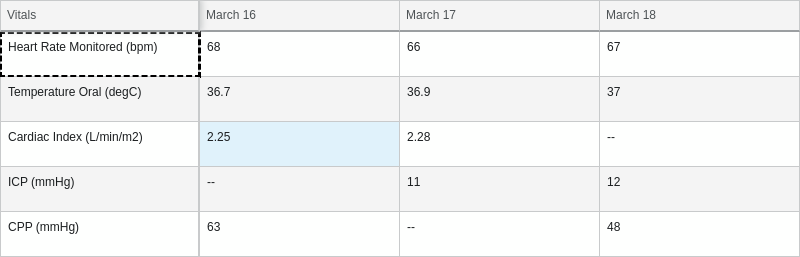 Vitals March 16 March 17 March 18
Heart Rate Monitored (bpm) 68 66 67
Temperature Oral (degC) 36.7 36.9 37
Cardiac Index (L/min/m2) 2.25 2.28 --
ICP (mmHg) -- 11 12
CPP (mmHg) 63 -- 48